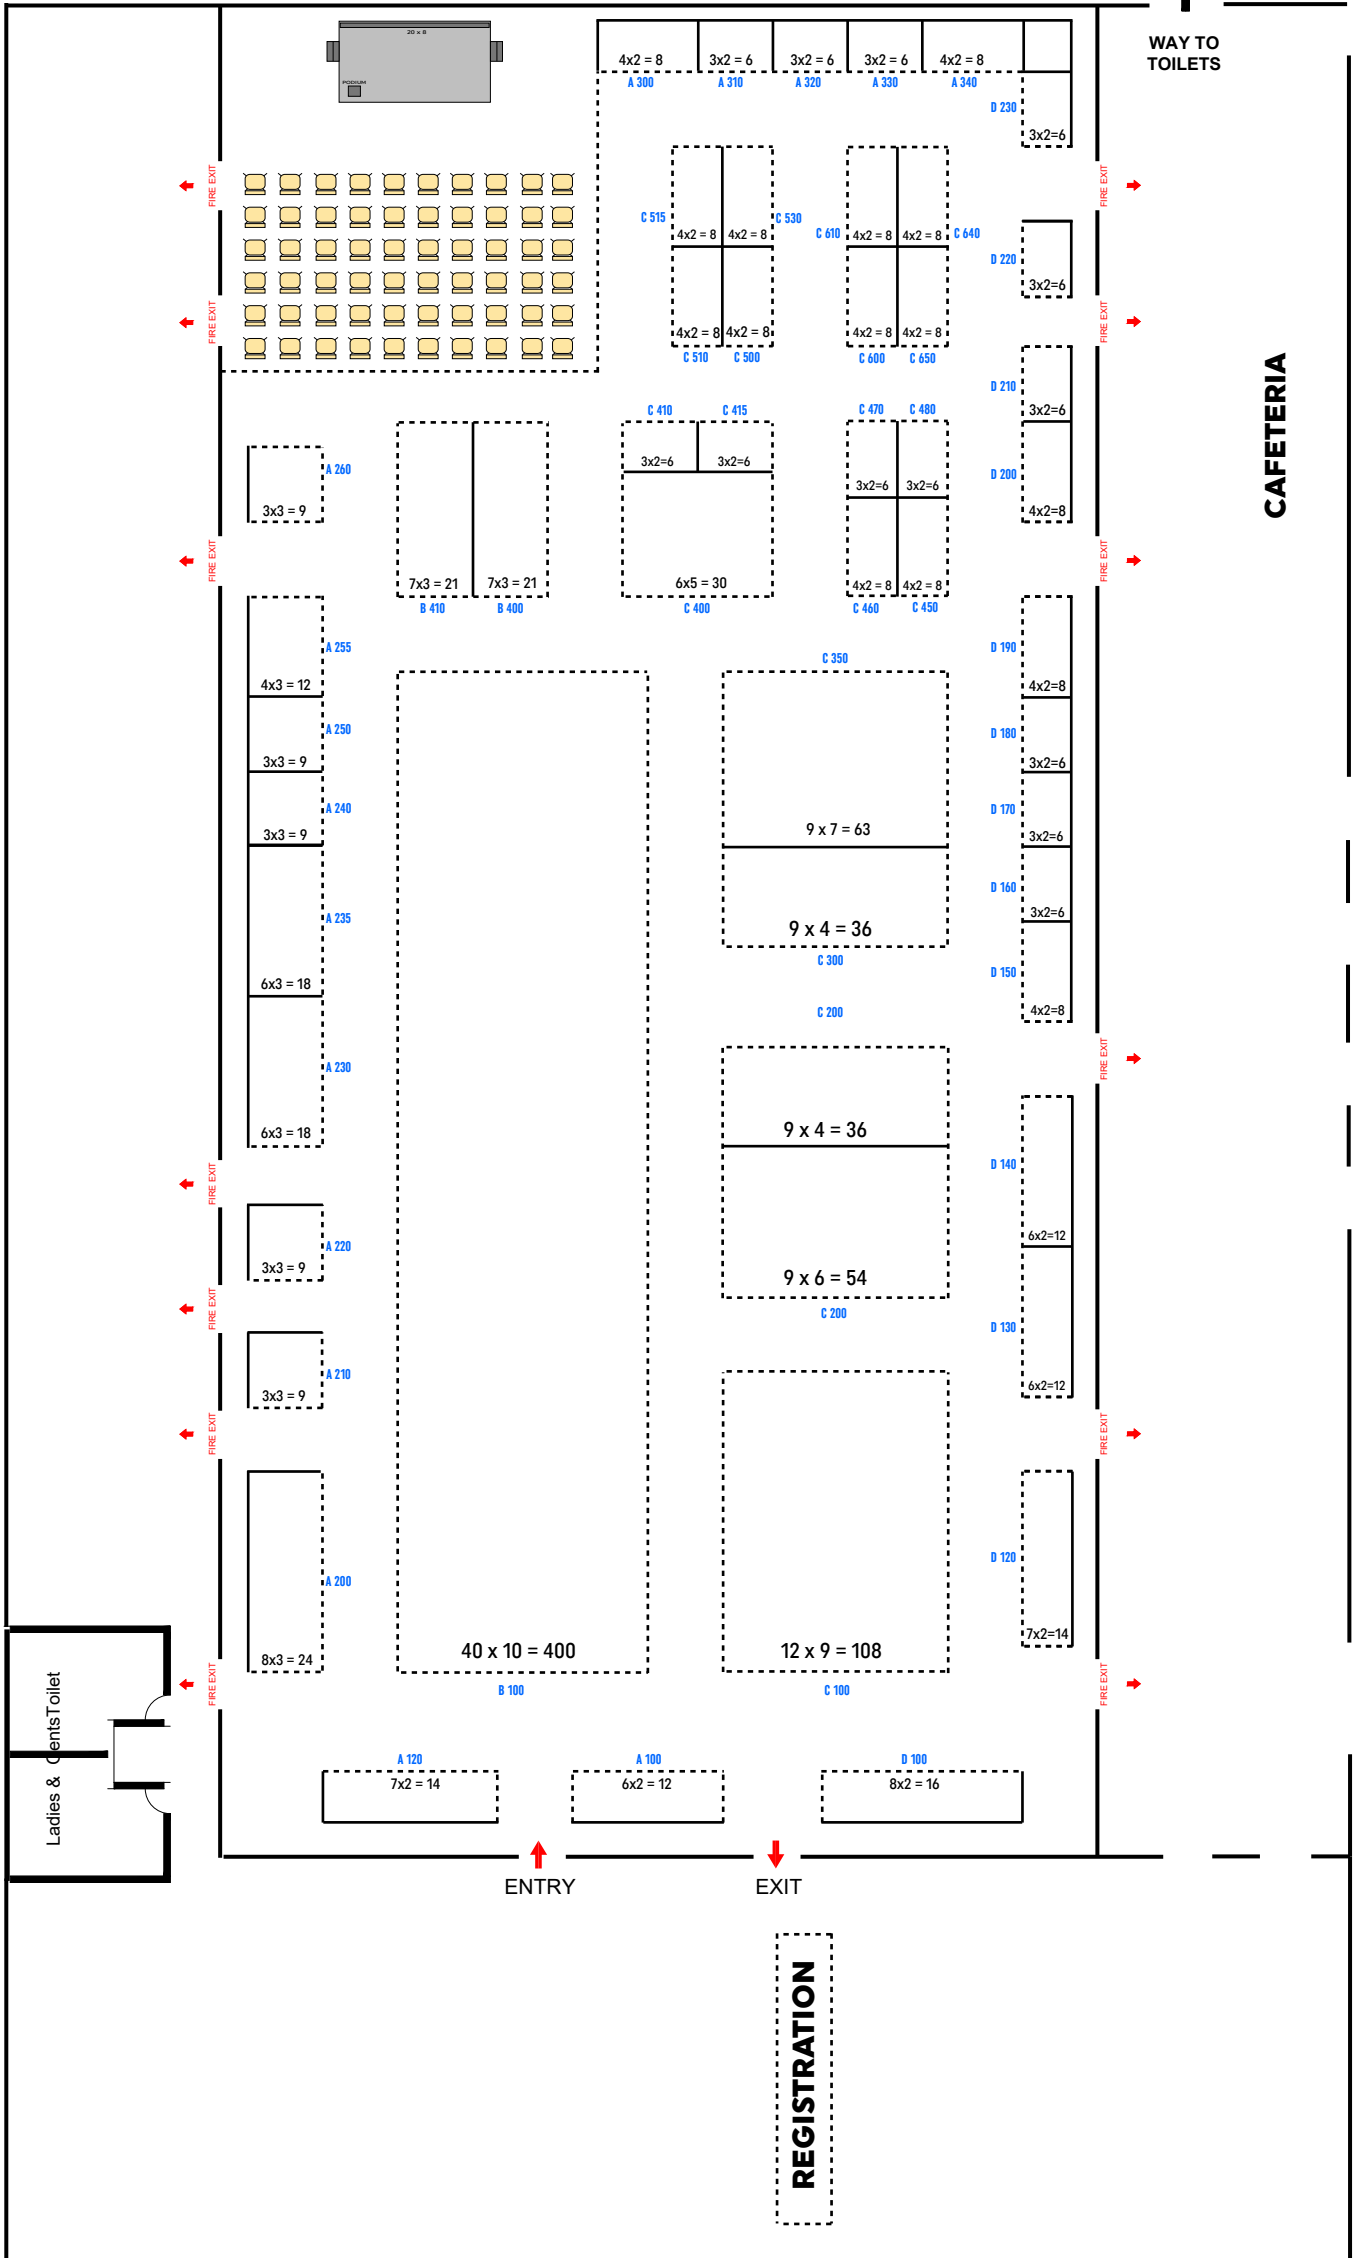 20 x 8
PODIUM
4x2 = 8
3x2 = 6
3x2 = 6
3x2 = 6
4x2 = 8
A 300
A 310
A 320
A 330
A 340
WAY TO
TOILETS
D 230
3x2=6
FIRE EXIT
FIRE EXIT
C 515
C 530
C 610
C 640
4x2 = 8
4x2 = 8
4x2 = 8
4x2 = 8
D 220
3x2=6
FIRE EXIT
FIRE EXIT
4x2 = 8
4x2 = 8
4x2 = 8
4x2 = 8
C 510
C 500
C 600
C 650
D 210
3x2=6
CAFETERIA
C 410
C 415
C 470
C 480
3x2=6
3x2=6
3x2=6
3x2=6
A 260
3x3 = 9
D 200
4x2=8
FIRE EXIT
FIRE EXIT
7x3 = 21
7x3 = 21
6x5 = 30
4x2 = 8
4x2 = 8
B 410
B 400
C 400
C 460
C 450
A 255
4x3 = 12
C 350
D 190
4x2=8
A 250
3x3 = 9
D 180
3x2=6
A 240
3x3 = 9
9 x 7 = 63
D 170
3x2=6
A 235
6x3 = 18
9 x 4 = 36
C 300
D 160
3x2=6
D 150
4x2=8
C 200
A 230
6x3 = 18
FIRE EXIT
9 x 4 = 36
D 140
6x2=12
FIRE EXIT
A 220
3x3 = 9
9 x 6 = 54
C 200
FIRE EXIT
D 130
6x2=12
A 210
3x3 = 9
FIRE EXIT
FIRE EXIT
A 200
8x3 = 24
D 120
7x2=14
40 x 10 = 400
12 x 9 = 108
B 100
C 100
FIRE EXIT
FIRE EXIT
Ladies & GentsToilet
A 120
A 100
D 100
7x2 = 14
6x2 = 12
8x2 = 16
ENTRY
EXIT
REGISTRATION